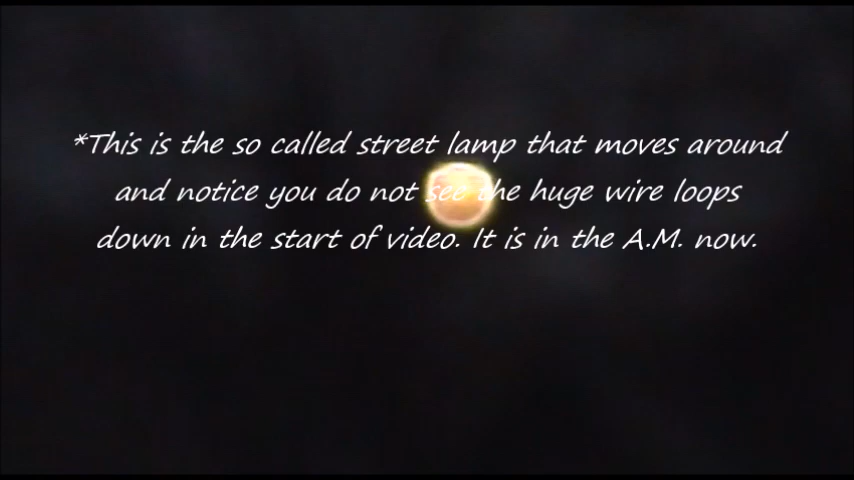 *This is the so called street lamp that moves around
and notice you do not see the huge wire loops
down in the start of video. It is in the A.M. now.